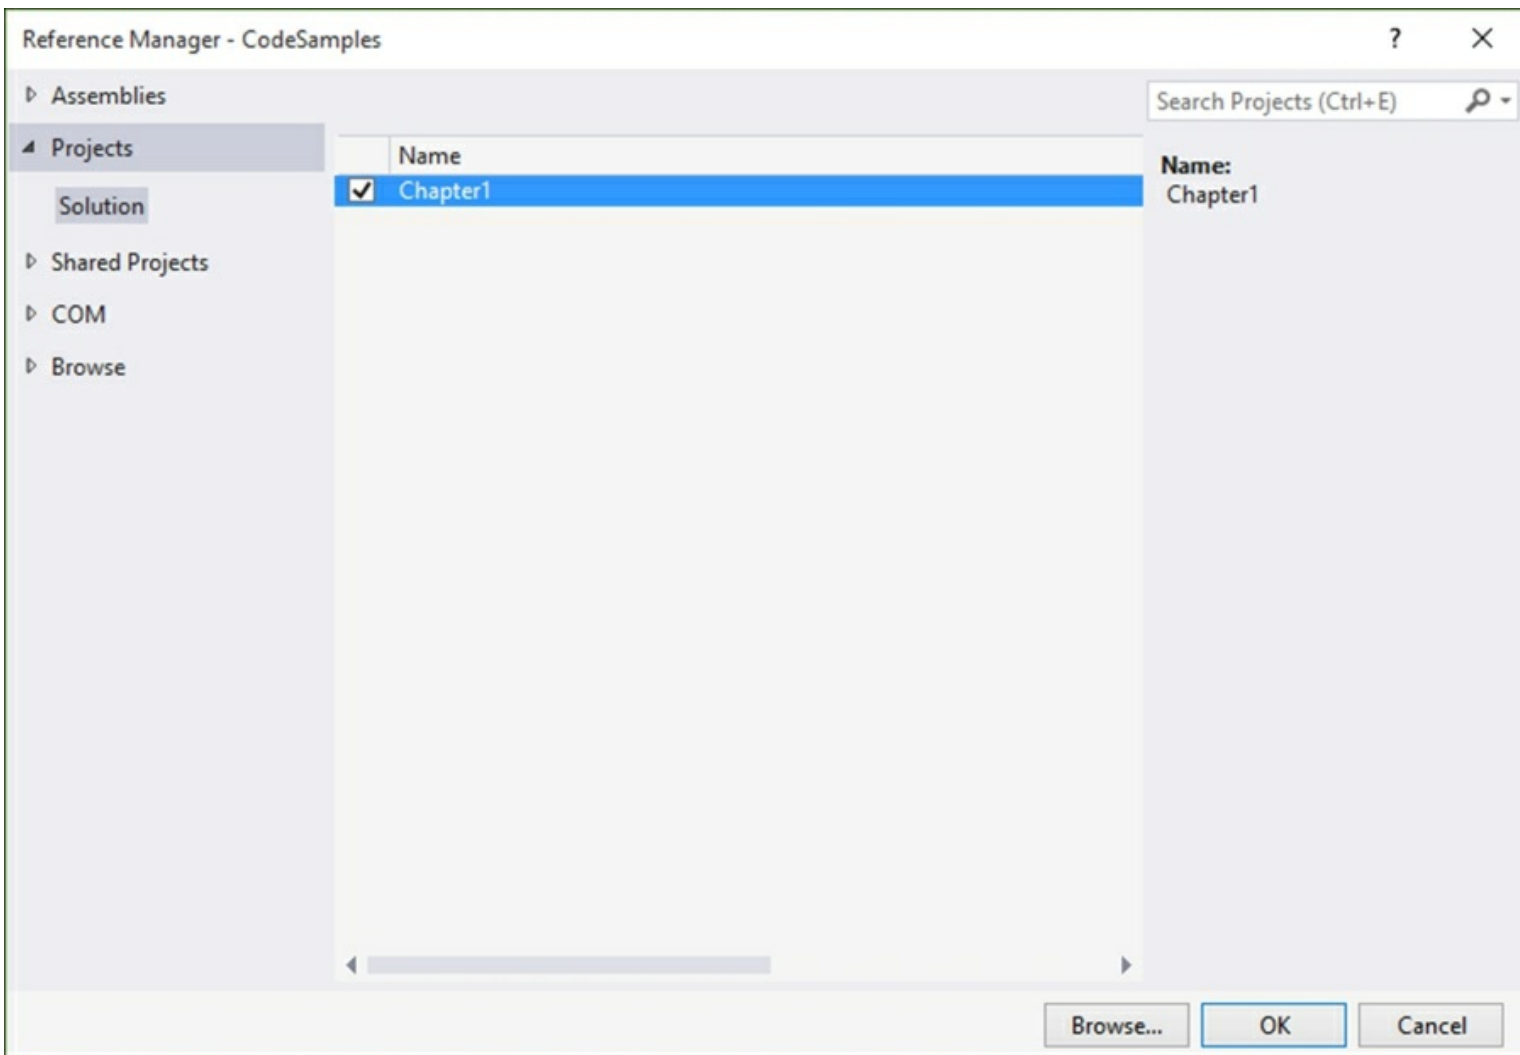 Reference Manager - CodeSamples
?
Assemblies
Search Projects (Ctrl+E)
Projects
Name
Name:
Chapter1
Chapter1
Solution
Shared Projects
COM
Browse
Browse...
OK
Cancel